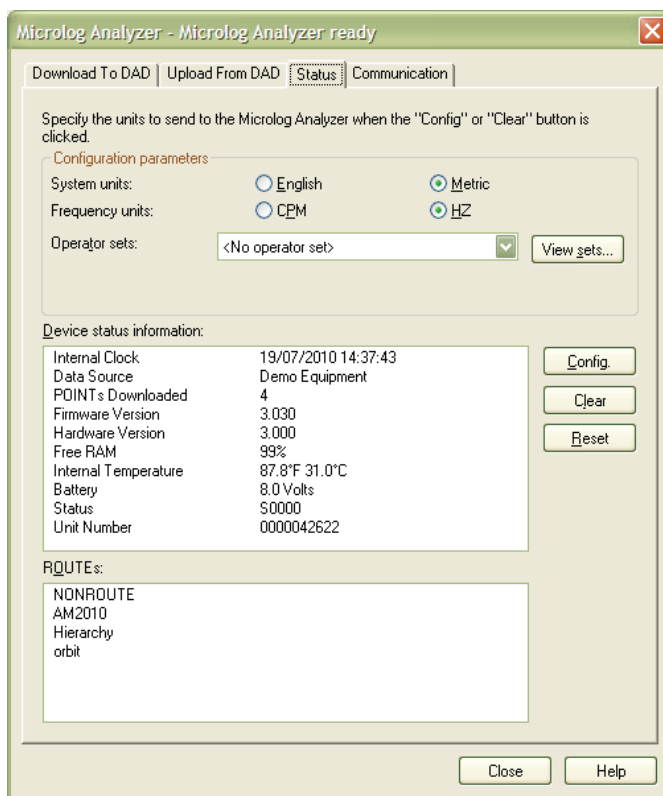 Microlog Analyzer - Microlog Analyzer ready
Download To DAD Upload From DAD Status Communication
Specify the units to send to the Microlog Analyzer when the "Config" or "Clear" button is
clicked.
Configuration parameters
System units: English Metric
Frequency units: CPM HZ
Operator sets: <No operator set> View sets...
Device status information:
Internal Clock 19/07/2010 14:37:43
Data Source Demo Equipment
POINTs Downloaded 4
Firmware Version 3.030
Hardware Version 3.000
Free RAM 99%
Internal Temperature 87.8°F 31.0°C
Battery 8.0 Volts
Status S0000
Unit Number 0000042622
Config.
Clear
Reset
ROUTEs:
NONROUTE
AM2010
Hierarchy
orbit
Close Help